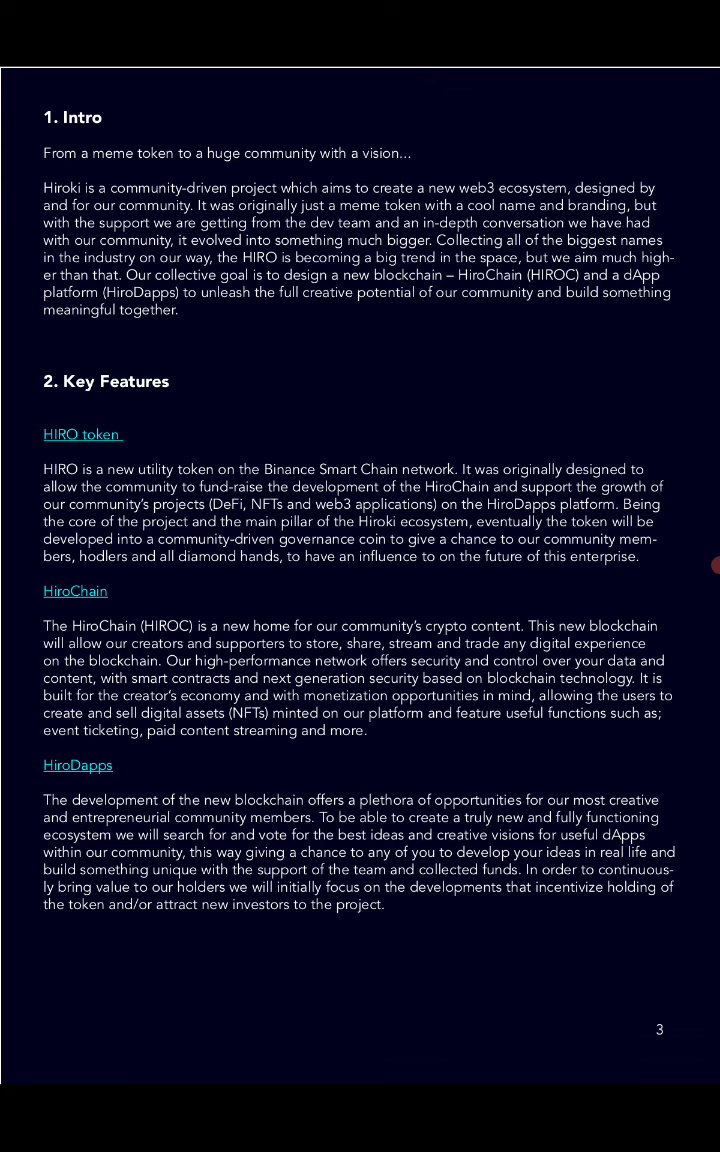 1. Intro
From a meme token to a huge community with a vision...
Hiroki is a community-driven project which aims to create a new web3 ecosystem, designed by
and for our community. It was originally just a meme token with a cool name and branding, but
with the support we are getting from the dev team and an in-depth conversation we have had
with our community, it evolved into something much bigger. Collecting all of the biggest names
in the industry on our way, the HIRO is becoming a big trend in the space, but we aim much high-
er than that. Our collective goal is to design a new blockchain – HiroChain (HIROC) and a dApp
platform (HiroDapps) to unleash the full creative potential of our community and build something
meaningful together.
2. Key Features
HIRO token
HIRO is a new utility token on the Binance Smart Chain network. It was originally designed to
allow the community to fund-raise the development of the HiroChain and support the growth of
our community's projects (DeFi, NFTs and web3 applications) on the HiroDapps platform. Being
the core of the project and the main pillar of the Hiroki ecosystem, eventually the token will be
developed into a community-driven governance coin to give a chance to our community mem-
bers, hodlers and all diamond hands, to have an influence to on the future of this enterprise.
HiroChain
The HiroChain (HIROC) is a new home for our community's crypto content. This new blockchain
will allow our creators and supporters to store, share, stream and trade any digital experience
on the blockchain. Our high-performance network offers security and control over your data and
content, with smart contracts and next generation security based on blockchain technology. It is
built for the creator's economy and with monetization opportunities in mind, allowing the users to
create and sell digital assets (NFTs) minted on our platform and feature useful functions such as;
event ticketing, paid content streaming and more.
HiroDapps
The development of the new blockchain offers a plethora of opportunities for our most creative
and entrepreneurial community members. To be able to create a truly new and fully functioning
ecosystem we will search for and vote for the best ideas and creative visions for useful dApps
within our community, this way giving a chance to any of you to develop your ideas in real life and
build something unique with the support of the team and collected funds. In order to continuous-
ly bring value to our holders we will initially focus on the developments that incentivize holding of
the token and/or attract new investors to the project.
3